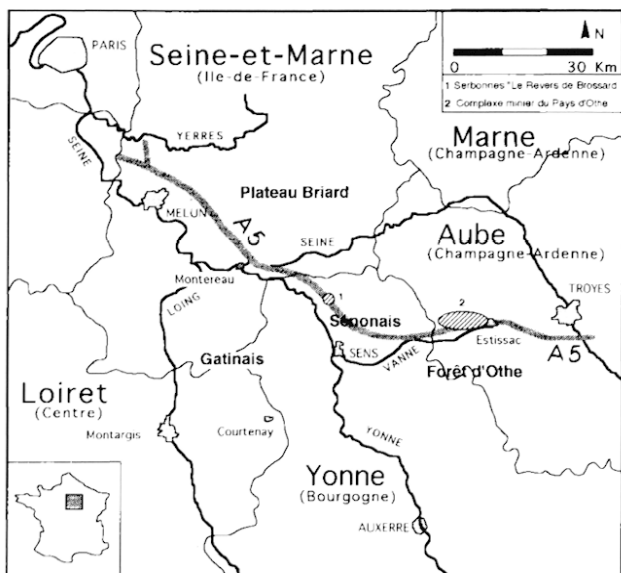 PARIS
Seine-et-Marne
(Ile-de-France)
N
0 30 Km
1 Serbonnes "Le Revers de Brossard
2 Complexe minier du Pays d'Othe
SEINE
YERRES
Marne
(Champagne-Ardenne)
Plateau Briard
MELUN
A5
SEINE
Aube
(Champagne-Ardenne)
Montereau
LOING
1
2
TROYES
Sénonais
Gatinais
SENS
VANNE
Estissac
A5
Forêt d'Othe
Loiret
(Centre)
Montargis
Courtenay
YONNE
Yonne
(Bourgogne)
AUXERRE